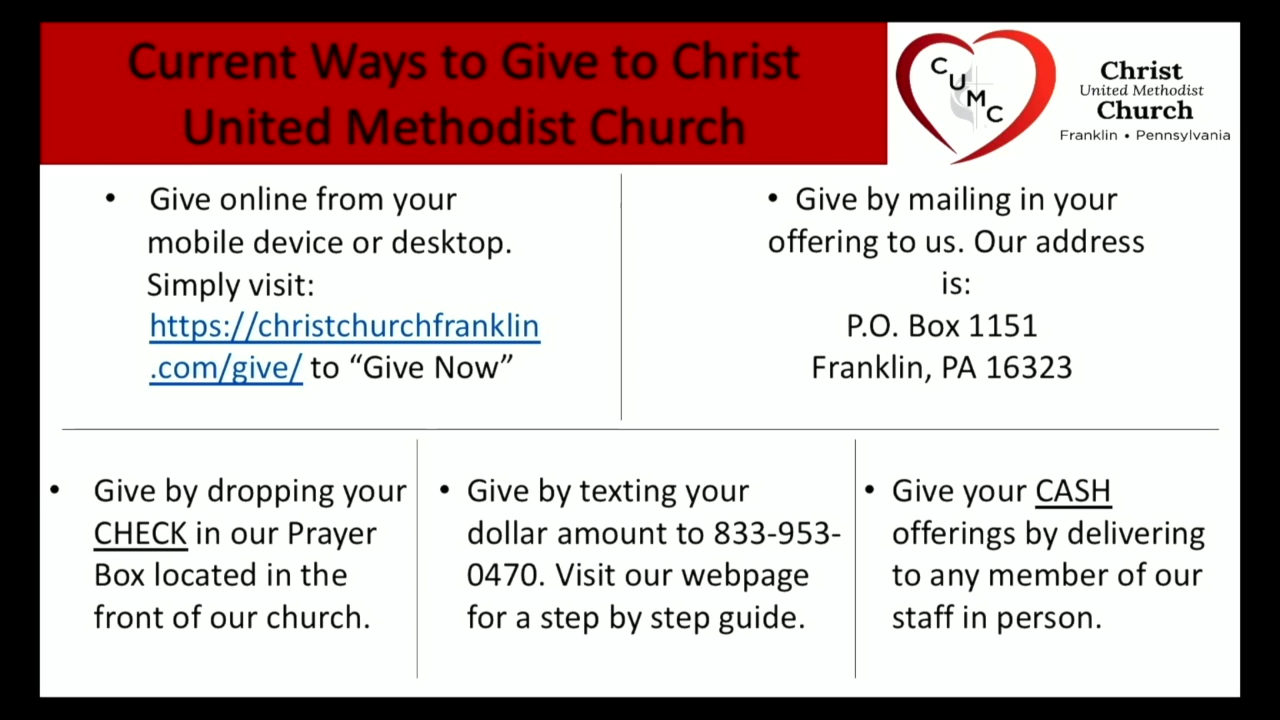 Current Ways to Give to Christ
United Methodist Church
C
U
M
C
Christ
United Methodist
Church
Franklin • Pennsylvania
• Give online from your
mobile device or desktop.
Simply visit:
https://christchurchfranklin
.com/give/ to “Give Now”
• Give by mailing in your
offering to us. Our address
is:
P.O. Box 1151
Franklin, PA 16323
• Give by dropping your
CHECK in our Prayer
Box located in the
front of our church.
• Give by texting your
dollar amount to 833-953-
0470. Visit our webpage
for a step by step guide.
• Give your CASH
offerings by delivering
to any member of our
staff in person.